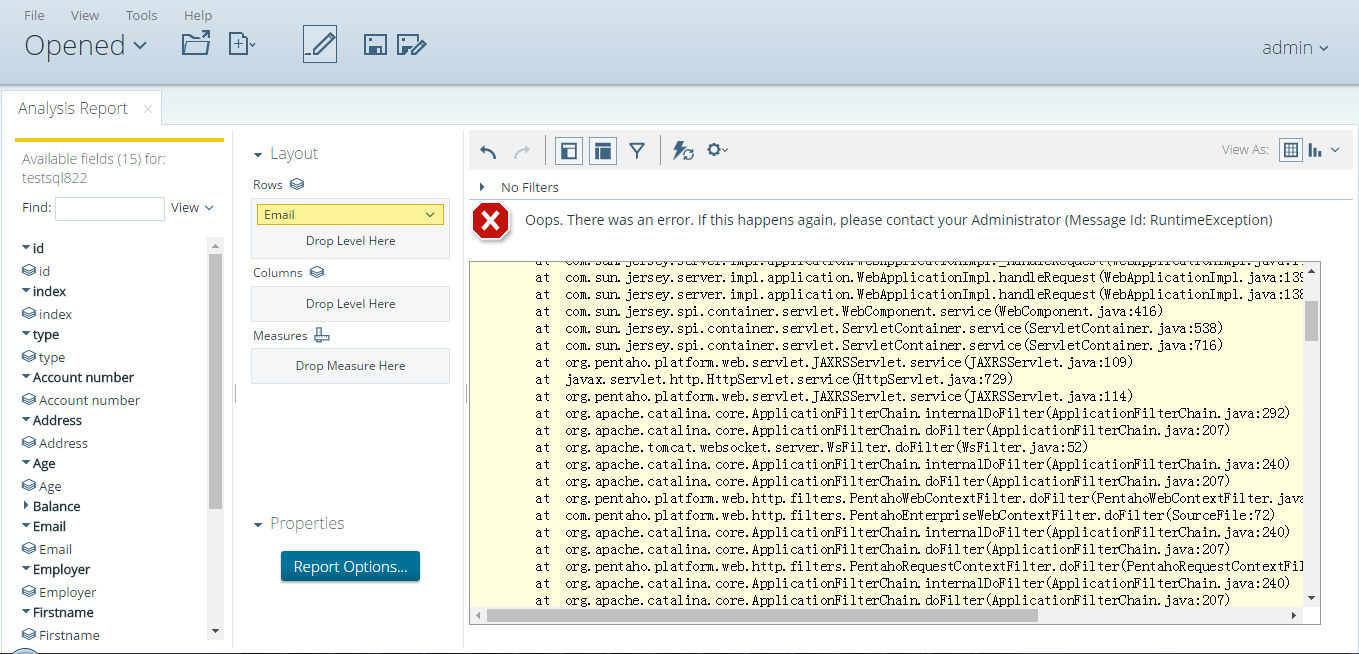 File View Tools Help
Opened
admin
Analysis Report ×
Available fields (15) for:
testsql822
Find: View
id
id
index
index
type
type
Account number
Account number
Address
Address
Age
Age
Balance
Email
Email
Employer
Employer
Firstname
Firstname
Layout
Rows
Email
Drop Level Here
Columns
Drop Level Here
Measures
Drop Measure Here
Properties
Report Options...
View As:
No Filters
Oops. There was an error. If this happens again, please contact your Administrator (Message Id: RuntimeException)
at com.sun.jersey.server.impl.application.WebApplicationImpl._handleRequest(WebApplicationImpl.java:1
at com.sun.jersey.server.impl.application.WebApplicationImpl.handleRequest(WebApplicationImpl.java:139
at com.sun.jersey.server.impl.application.WebApplicationImpl.handleRequest(WebApplicationImpl.java:138
at com.sun.jersey.spi.container.servlet.WebComponent.service(WebComponent.java:416)
at com.sun.jersey.spi.container.servlet.ServletContainer.service(ServletContainer.java:538)
at com.sun.jersey.spi.container.servlet.ServletContainer.service(ServletContainer.java:716)
at org.pentaho.platform.web.servlet.JAXRSServlet.service(JAXRSServlet.java:109)
at javax.servlet.http.HttpServlet.service(HttpServlet.java:729)
at org.pentaho.platform.web.servlet.JAXRSServlet.service(JAXRSServlet.java:114)
at org.apache.catalina.core.ApplicationFilterChain.internalDoFilter(ApplicationFilterChain.java:292)
at org.apache.catalina.core.ApplicationFilterChain.doFilter(ApplicationFilterChain.java:207)
at org.apache.tomcat.websocket.server.WsFilter.doFilter(WsFilter.java:52)
at org.apache.catalina.core.ApplicationFilterChain.internalDoFilter(ApplicationFilterChain.java:240)
at org.apache.catalina.core.ApplicationFilterChain.doFilter(ApplicationFilterChain.java:207)
at org.pentaho.platform.web.http.filters.PentahoWebContextFilter.doFilter(PentahoWebContextFilter.java
at com.pentaho.platform.web.http.filters.PentahoEnterpriseWebContextFilter.doFilter(SourceFile:72)
at org.apache.catalina.core.ApplicationFilterChain.internalDoFilter(ApplicationFilterChain.java:240)
at org.apache.catalina.core.ApplicationFilterChain.doFilter(ApplicationFilterChain.java:207)
at org.pentaho.platform.web.http.filters.PentahoRequestContextFilter.doFilter(PentahoRequestContextFil
at org.apache.catalina.core.ApplicationFilterChain.internalDoFilter(ApplicationFilterChain.java:240)
at org.apache.catalina.core.ApplicationFilterChain.doFilter(ApplicationFilterChain.java:207)